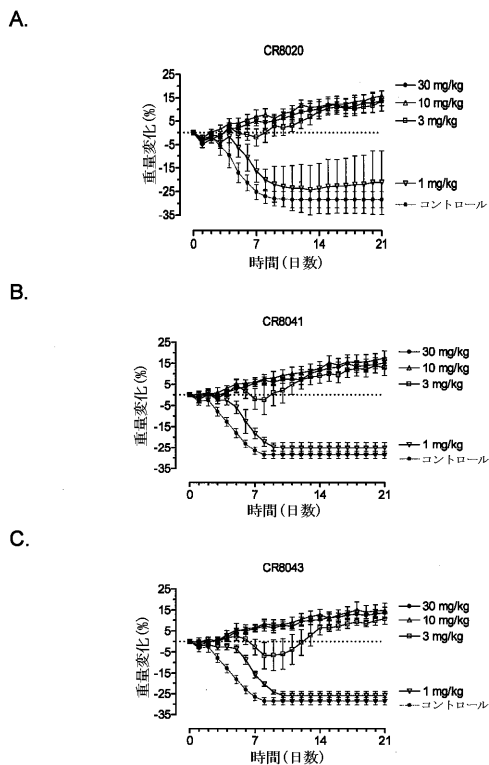 A.
CR8020
重量変化(%)
25
15
5
-5
-15
-25
-35
30 mg/kg
10 mg/kg
3 mg/kg
1 mg/kg
コントロール
0 7 14 21
時間(日数)
B.
CR8041
重量変化(%)
25
15
5
-5
-15
-25
-35
30 mg/kg
10 mg/kg
3 mg/kg
1 mg/kg
コントロール
0 7 14 21
時間(日数)
C.
CR8043
重量変化(%)
25
15
5
-5
-15
-25
-35
30 mg/kg
10 mg/kg
3 mg/kg
1 mg/kg
コントロール
0 7 14 21
時間(日数)